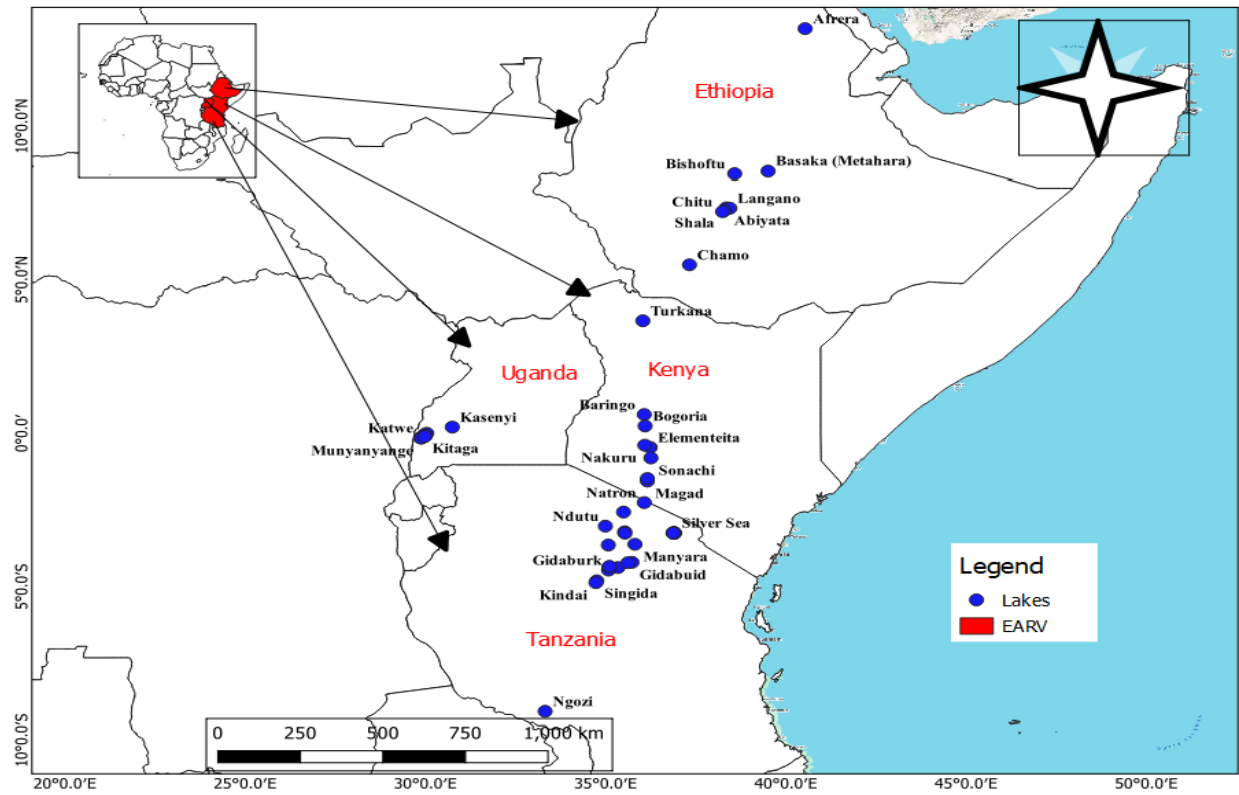 Afrera
Ethiopia
Bishoftu
Basaka (Metahara)
Chitu
Langano
Shala
Abiyata
Chamo
Turkana
Uganda
Kenya
Baringo
Bogoria
Kasenyi
Katwe
Elementeita
Munyanyange
Kitaga
Nakuru
Sonachi
Natron
Magad
Ndutu
Silver Sea
Gidaburk
Manyara
Gidabuid
Kindai
Singida
Tanzania
Ngozi
Legend
Lakes
EARV
0 250 500 750 1,000 km
10°0.0′N
5°0.0′N
0°0.0′
5°0.0′S
10°0.0′S
20°0.0′E 25°0.0′E 30°0.0′E 35°0.0′E 40°0.0′E 45°0.0′E 50°0.0′E